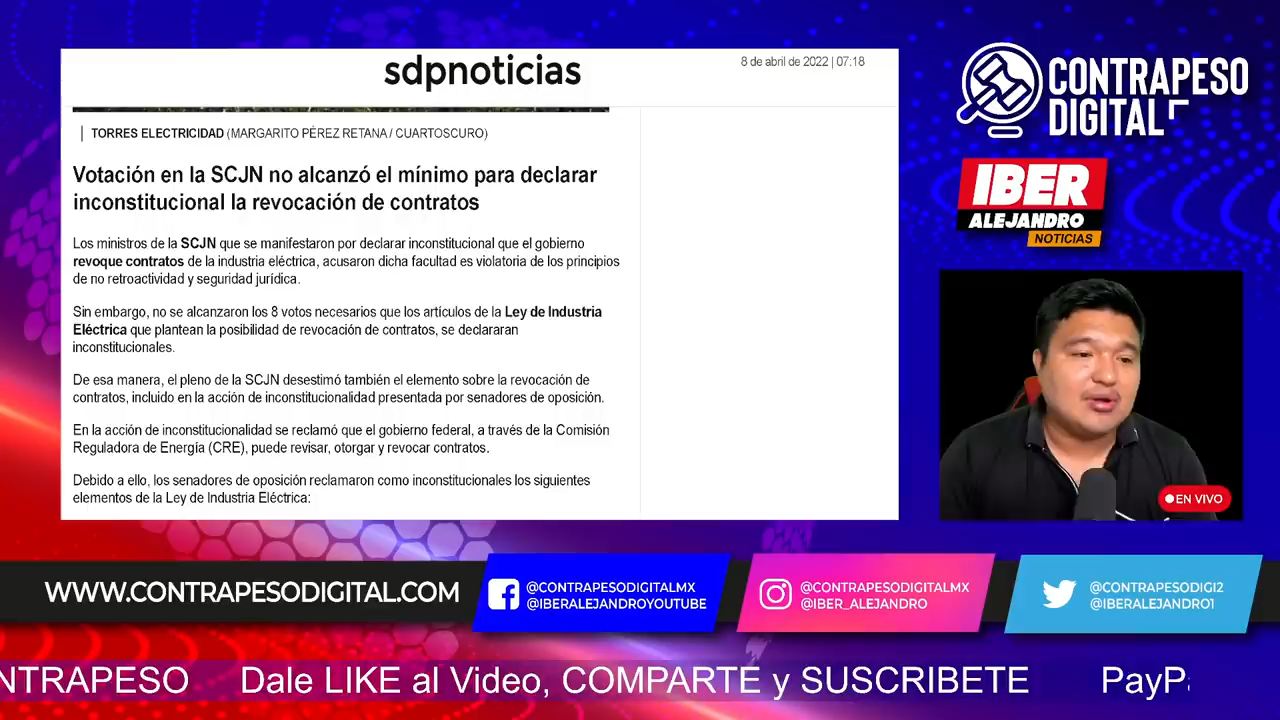 sdpnoticias
8 de abril de 2022 | 07:18
TORRES ELECTRICIDAD (MARGARITO PÉREZ RETANA / CUARTOSCURO)
Votación en la SCJN no alcanzó el mínimo para declarar
inconstitucional la revocación de contratos
Los ministros de la SCJN que se manifestaron por declarar inconstitucional que el gobierno
revoque contratos de la industria eléctrica, acusaron dicha facultad es violatoria de los principios
de no retroactividad y seguridad jurídica.
Sin embargo, no se alcanzaron los 8 votos necesarios que los artículos de la Ley de Industria
Eléctrica que plantean la posibilidad de revocación de contratos, se declararan
inconstitucionales.
De esa manera, el pleno de la SCJN desestimó también el elemento sobre la revocación de
contratos, incluido en la acción de inconstitucionalidad presentada por senadores de oposición.
En la acción de inconstitucionalidad se reclamó que el gobierno federal, a través de la Comisión
Reguladora de Energía (CRE), puede revisar, otorgar y revocar contratos.
Debido a ello, los senadores de oposición reclamaron como inconstitucionales los siguientes
elementos de la Ley de Industria Eléctrica:
CONTRAPESO
DIGITAL
IBER
ALEJANDRO
NOTICIAS
EN VIVO
WWW.CONTRAPESODIGITAL.COM
@CONTRAPESODIGITALMX
@IBERALEJANDROYOUTUBE
@CONTRAPESODIGITALMX
@IBER_ALEJANDRO
@CONTRAPESODIGI2
@IBERALEJANDRO1
NTRAPESO Dale LIKE al Video, COMPARTE y SUSCRIBETE PayPa